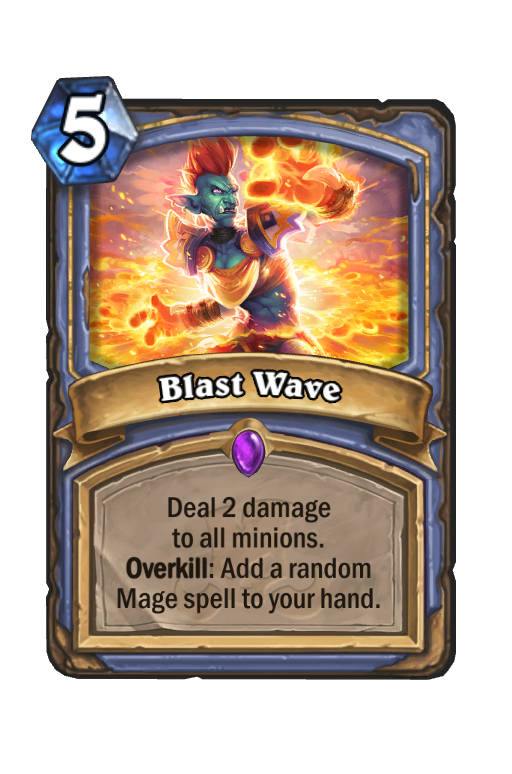 5
Blast Wave
Deal 2 damage
to all minions.
Overkill: Add a random
Mage spell to your hand.